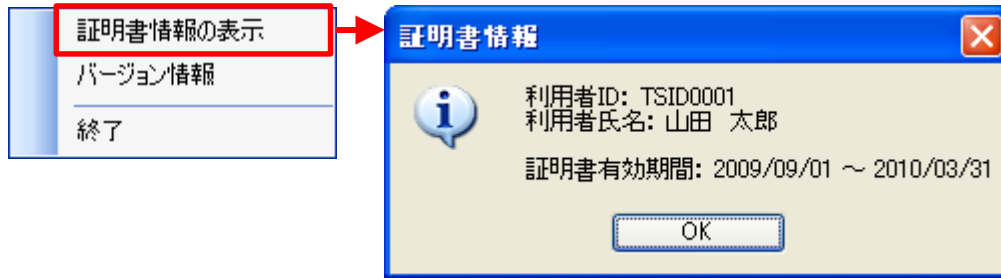 証明書情報の表示
バージョン情報
終了
証明書情報
利用者ID: TSID0001
利用者氏名: 山田 太郎
証明書有効期間: 2009/09/01 ～ 2010/03/31
OK